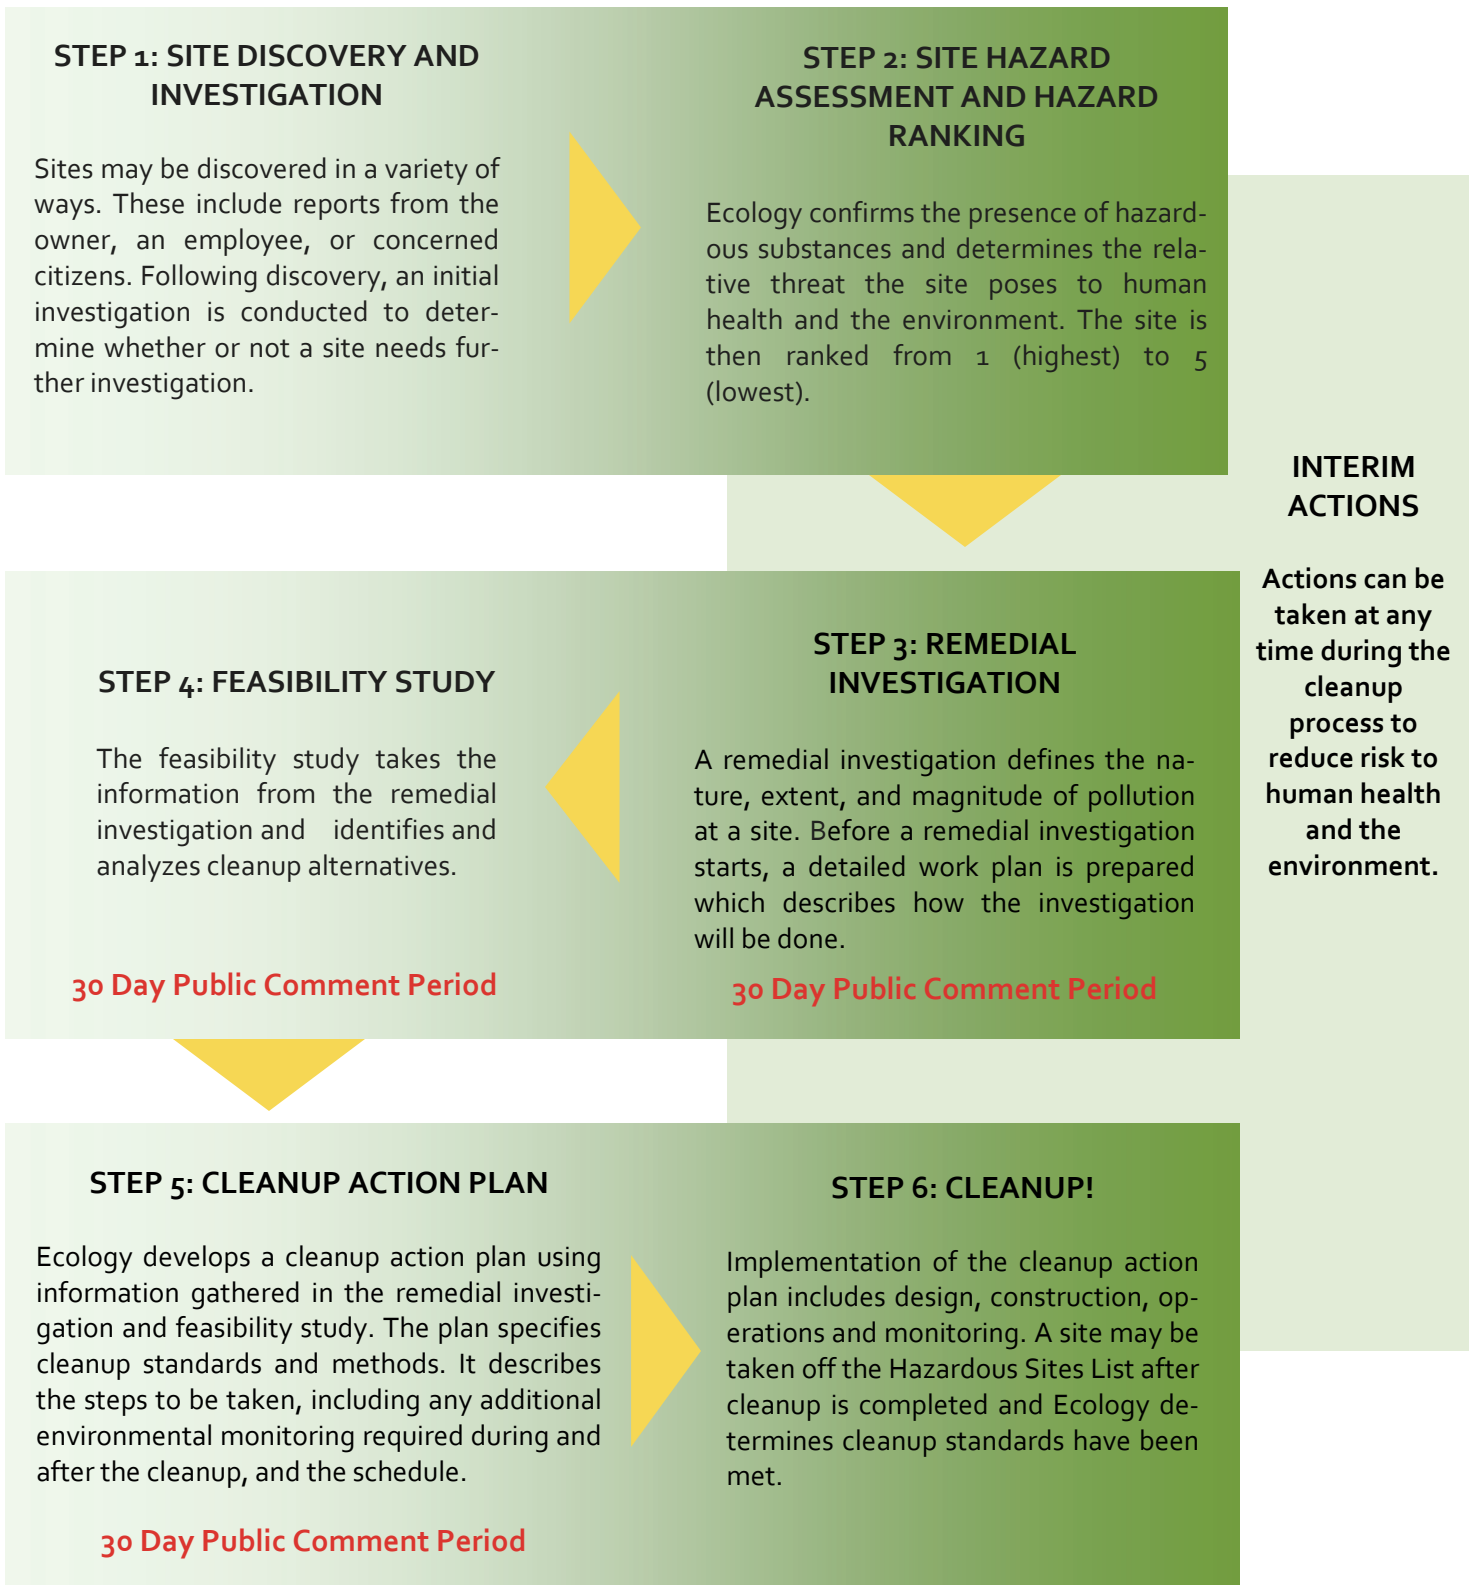 STEP 1: SITE DISCOVERY AND
INVESTIGATION
Sites may be discovered in a variety of
ways. These include reports from the
owner, an employee, or concerned
citizens. Following discovery, an initial
investigation is conducted to deter-
mine whether or not a site needs fur-
ther investigation.
STEP 2: SITE HAZARD
ASSESSMENT AND HAZARD
RANKING
Ecology confirms the presence of hazard-
ous substances and determines the rela-
tive threat the site poses to human
health and the environment. The site is
then ranked from 1 (highest) to 5
(lowest).
INTERIM
ACTIONS
Actions can be
taken at any
time during the
cleanup
process to
reduce risk to
human health
and the
environment.
STEP 3: REMEDIAL
INVESTIGATION
A remedial investigation defines the na-
ture, extent, and magnitude of pollution
at a site. Before a remedial investigation
starts, a detailed work plan is prepared
which describes how the investigation
will be done.
30 Day Public Comment Period
STEP 4: FEASIBILITY STUDY
The feasibility study takes the
information from the remedial
investigation and identifies and
analyzes cleanup alternatives.
30 Day Public Comment Period
STEP 5: CLEANUP ACTION PLAN
Ecology develops a cleanup action plan using
information gathered in the remedial investi-
gation and feasibility study. The plan specifies
cleanup standards and methods. It describes
the steps to be taken, including any additional
environmental monitoring required during and
after the cleanup, and the schedule.
30 Day Public Comment Period
STEP 6: CLEANUP!
Implementation of the cleanup action
plan includes design, construction, op-
erations and monitoring. A site may be
taken off the Hazardous Sites List after
cleanup is completed and Ecology de-
termines cleanup standards have been
met.